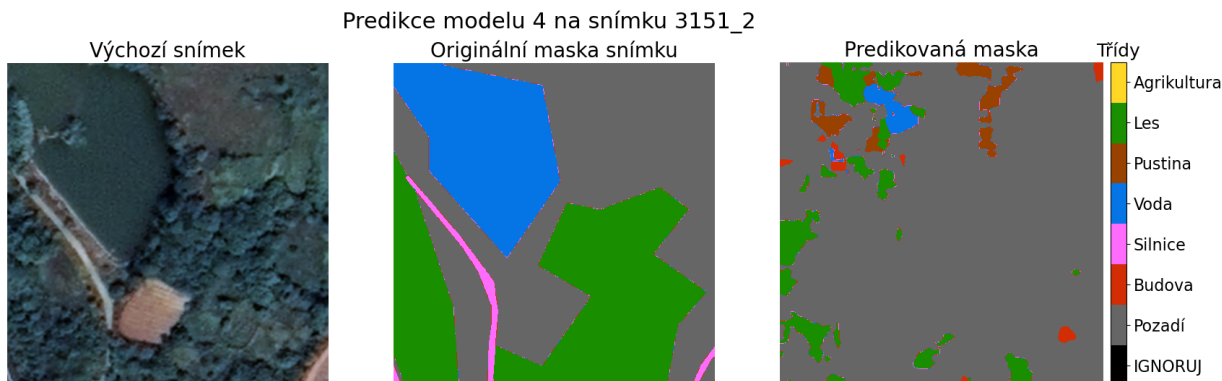 Predikce modelu 4 na snímku 3151_2
Výchozí snímek
Originální maska snímku
Predikovaná maska
Třídy
Agrikultura
Les
Pustina
Voda
Silnice
Budova
Pozadí
IGNORUJ